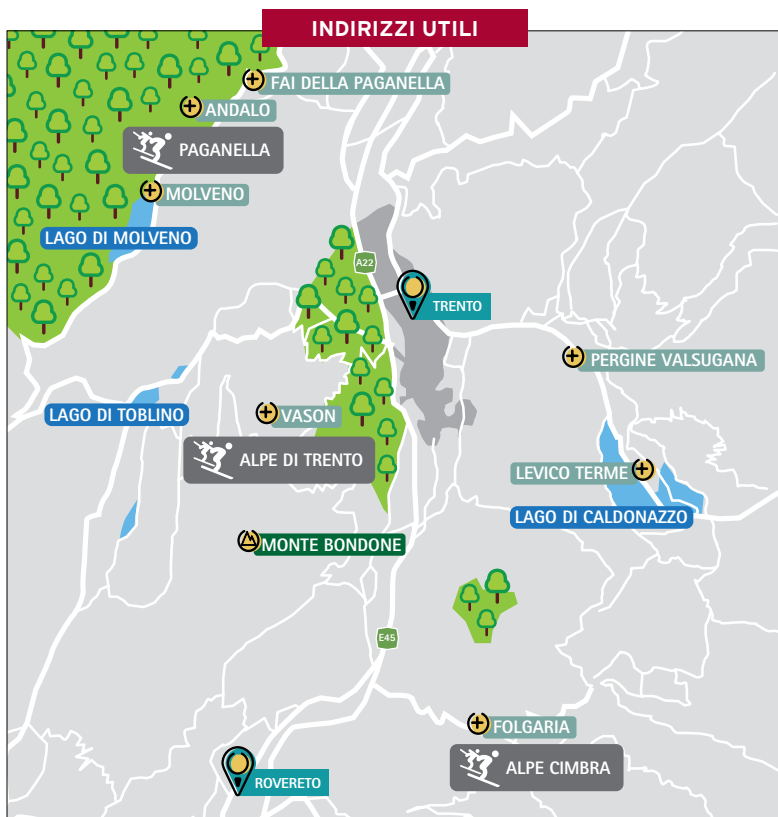 INDIRIZZI UTILI
FAI DELLA PAGANELLA
ANDALO
PAGANELLA
MOLVENO
LAGO DI MOLVENO
A22
TRENTO
PERGINE VALSUGANA
LAGO DI TOBLINO
VASON
ALPE DI TRENTO
LEVICO TERME
LAGO DI CALDONAZZO
MONTE BONDONE
E45
FOLGARIA
ALPE CIMBRA
ROVERETO